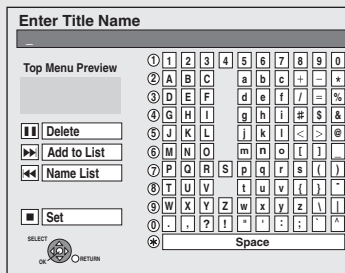 Enter Title Name
_
Top Menu Preview
① 1 2 3 4 5 6 7 8 9 0
② A B C a b c + − *
③ D E F d e f / = %
④ G H I g h i # $ &
⑤ J K L j k l < > @
⑥ M N O m n o [ ] _
⑦ P Q R S p q r s ( )
⑧ T U V t u v { }
⑨ W X Y Z w x y z \ |
⓪ . , ? ! " ' : ; ` ^
⊛ Space
Delete
Add to List
Name List
Set
SELECT
OK RETURN